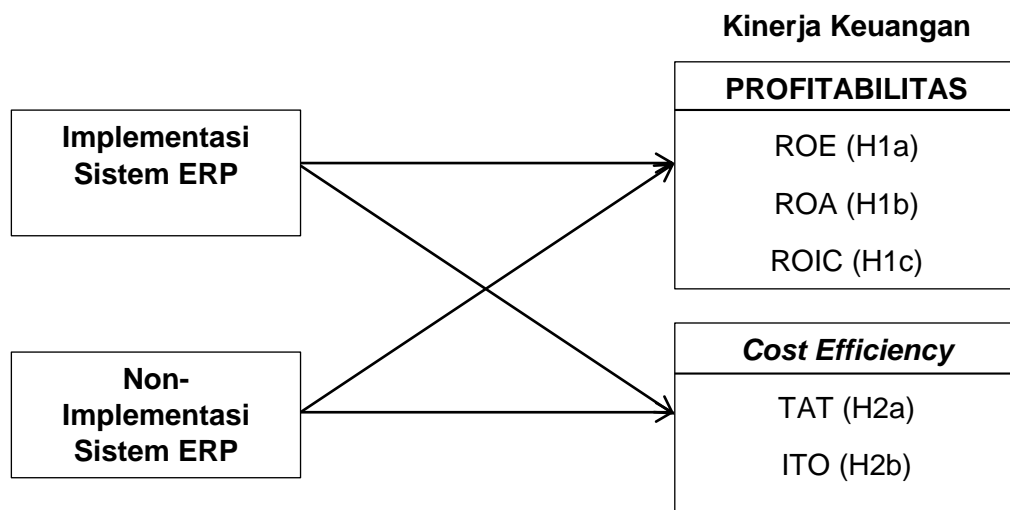 Kinerja Keuangan
PROFITABILITAS
Implementasi
Sistem ERP
ROE (H1a)
ROA (H1b)
ROIC (H1c)
Non-
Implementasi
Sistem ERP
Cost Efficiency
TAT (H2a)
ITO (H2b)